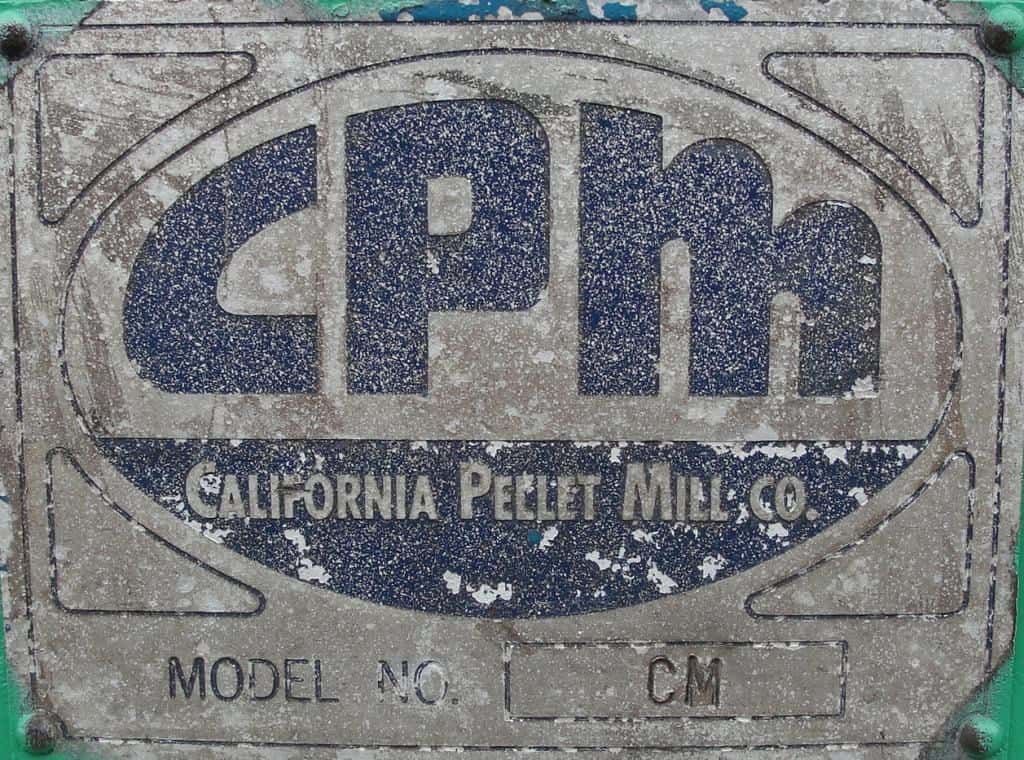 CPM
CALIFORNIA PELLET MILL CO.
MODEL NO. CM